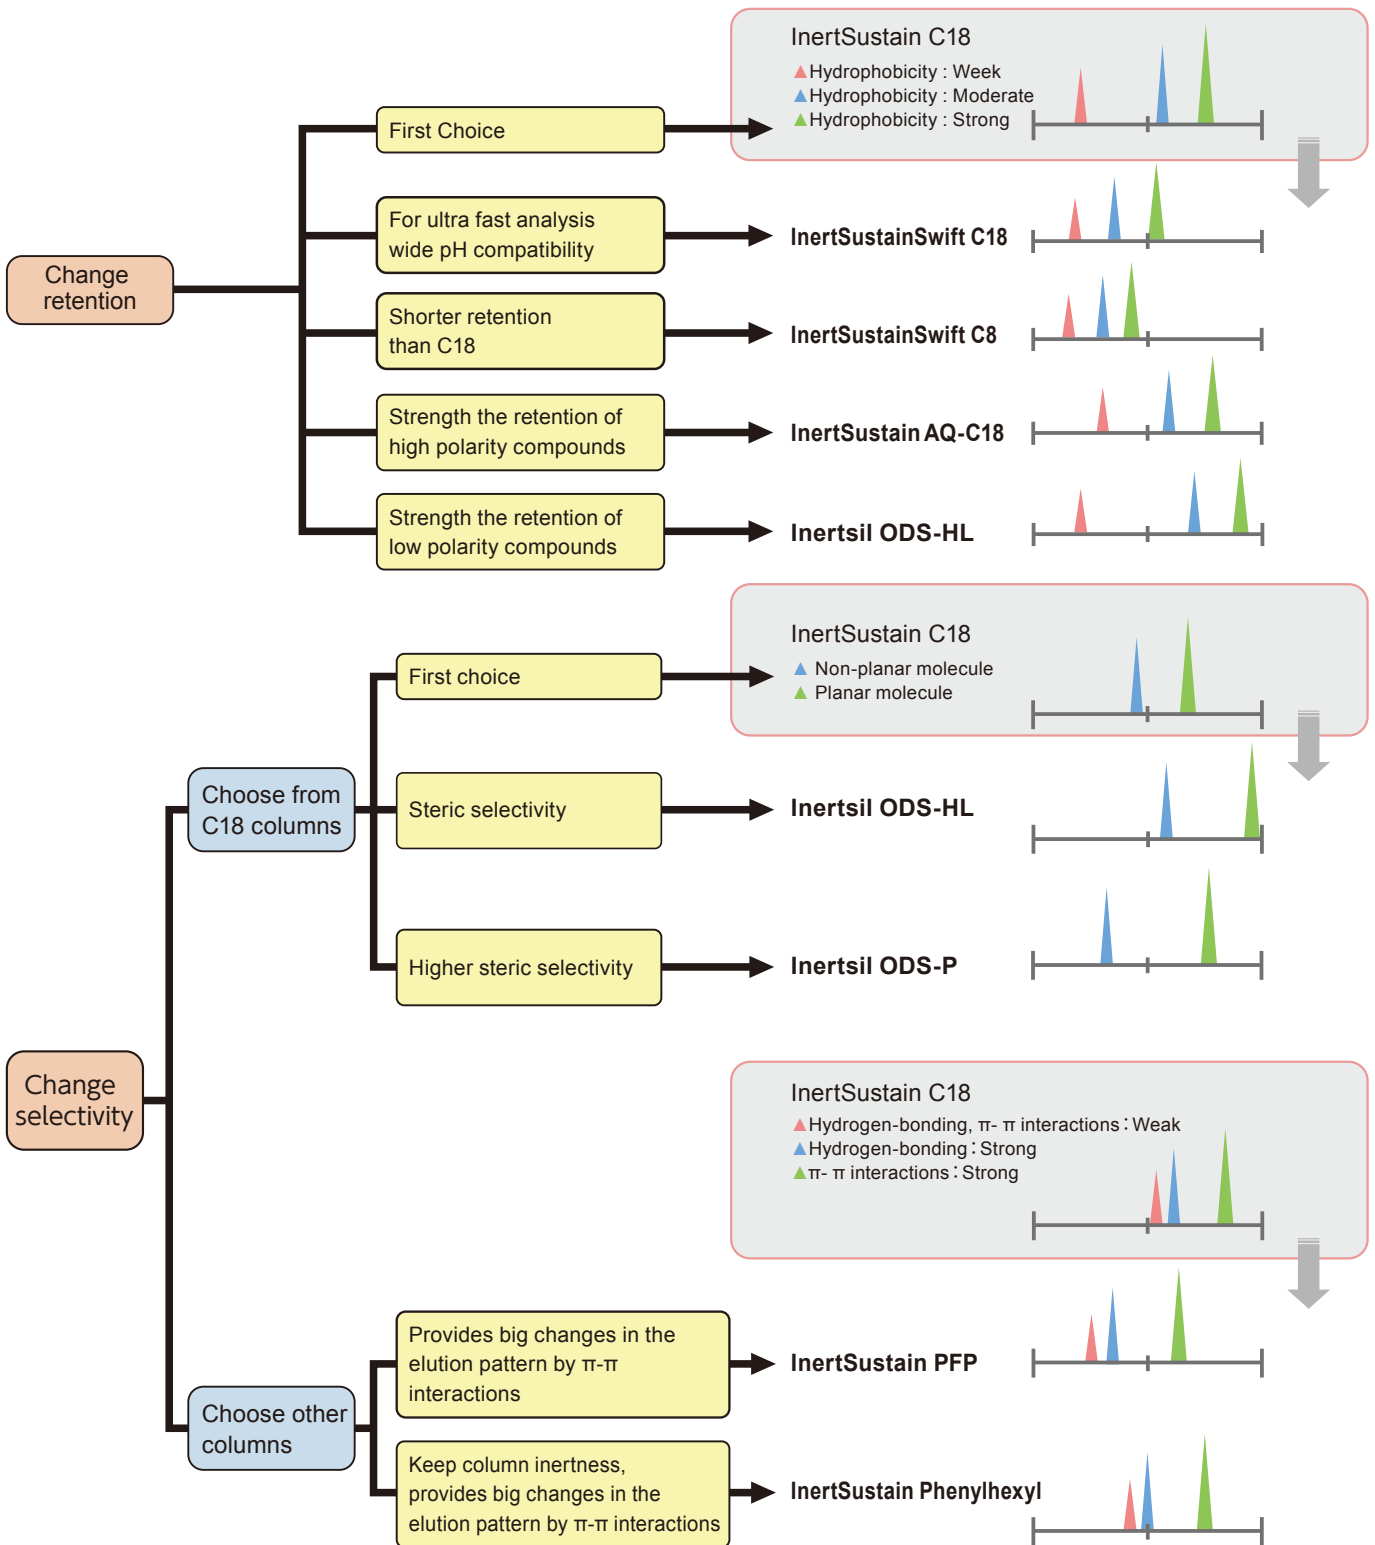 InertSustain C18
Hydrophobicity : Week
Hydrophobicity : Moderate
Hydrophobicity : Strong
First Choice
For ultra fast analysis
wide pH compatibility
InertSustainSwift C18
Change
retention
Shorter retention
than C18
InertSustainSwift C8
Strength the retention of
high polarity compounds
InertSustain AQ-C18
Strength the retention of
low polarity compounds
Inertsil ODS-HL
InertSustain C18
Non-planar molecule
Planar molecule
First choice
Choose from
C18 columns
Steric selectivity
Inertsil ODS-HL
Higher steric selectivity
Inertsil ODS-P
Change
selectivity
InertSustain C18
Hydrogen-bonding, π- π interactions : Weak
Hydrogen-bonding : Strong
π- π interactions : Strong
Provides big changes in the
elution pattern by π-π
interactions
InertSustain PFP
Choose other
columns
Keep column inertness,
provides big changes in the
elution pattern by π-π interactions
InertSustain Phenylhexyl